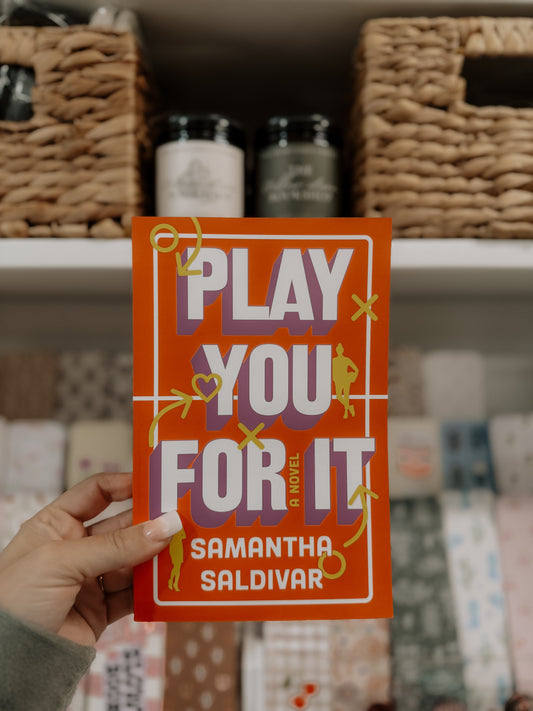 PLAY
YOU
FOR IT
A NOVEL
SAMANTHA
SALDIVAR